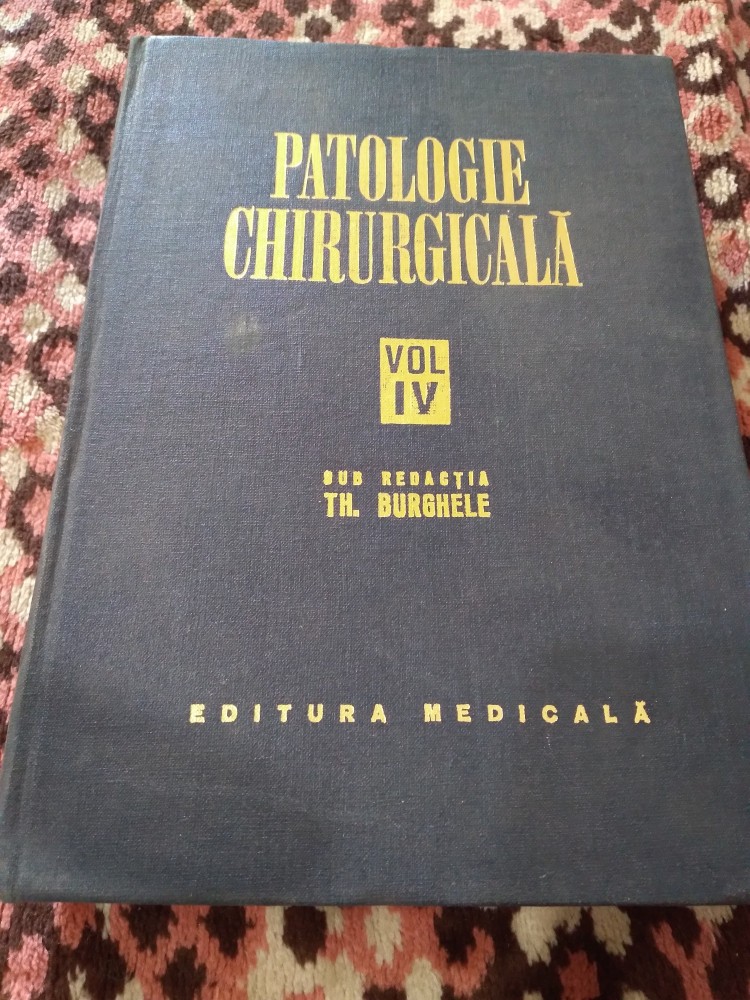 PATOLOGIE
CHIRURGICALĂ
VOL
IV
SUB REDACȚIA
TH. BURGHELE
EDITURA MEDICALĂ